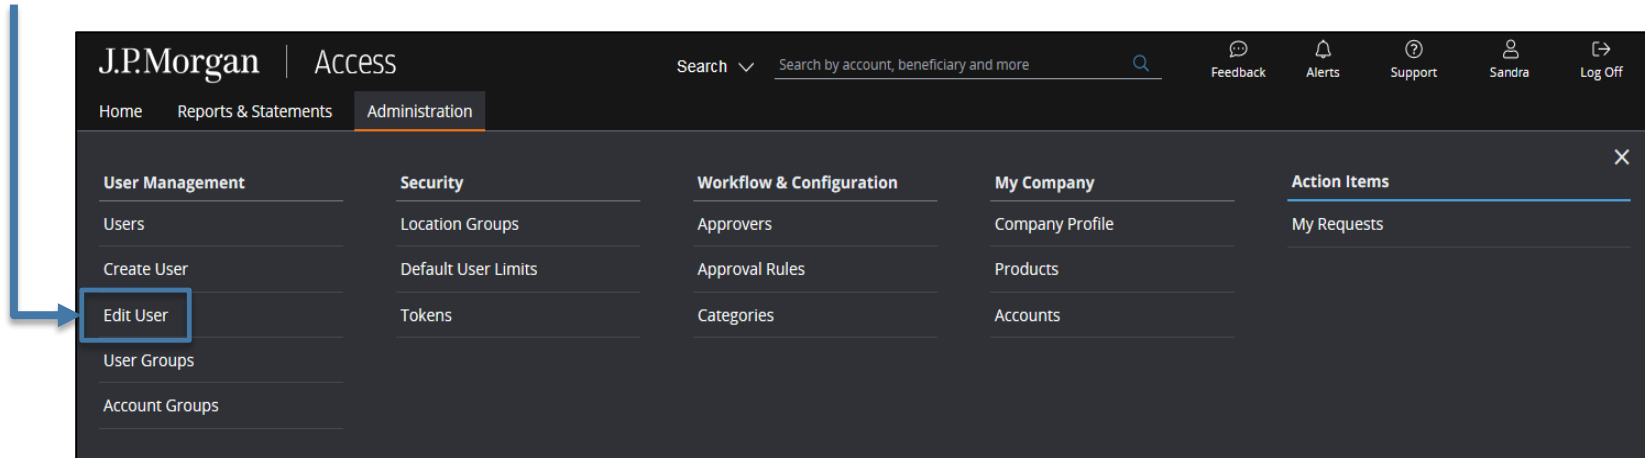 J.P.Morgan | Access
Search
Search by account, beneficiary and more
Feedback
Alerts
Support
Sandra
Log Off
Home
Reports & Statements
Administration
User Management
Users
Create User
Edit User
User Groups
Account Groups
Security
Location Groups
Default User Limits
Tokens
Workflow & Configuration
Approvers
Approval Rules
Categories
My Company
Company Profile
Products
Accounts
Action Items
My Requests